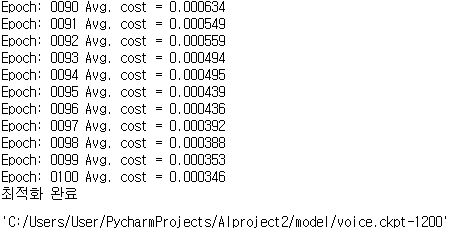 Epoch: 0090 Avg. cost = 0.000634
Epoch: 0091 Avg. cost = 0.000549
Epoch: 0092 Avg. cost = 0.000559
Epoch: 0093 Avg. cost = 0.000494
Epoch: 0094 Avg. cost = 0.000495
Epoch: 0095 Avg. cost = 0.000439
Epoch: 0096 Avg. cost = 0.000436
Epoch: 0097 Avg. cost = 0.000392
Epoch: 0098 Avg. cost = 0.000388
Epoch: 0099 Avg. cost = 0.000353
Epoch: 0100 Avg. cost = 0.000346
최적화 완료
'C:/Users/User/PycharmProjects/AIproject2/model/voice.ckpt-1200'